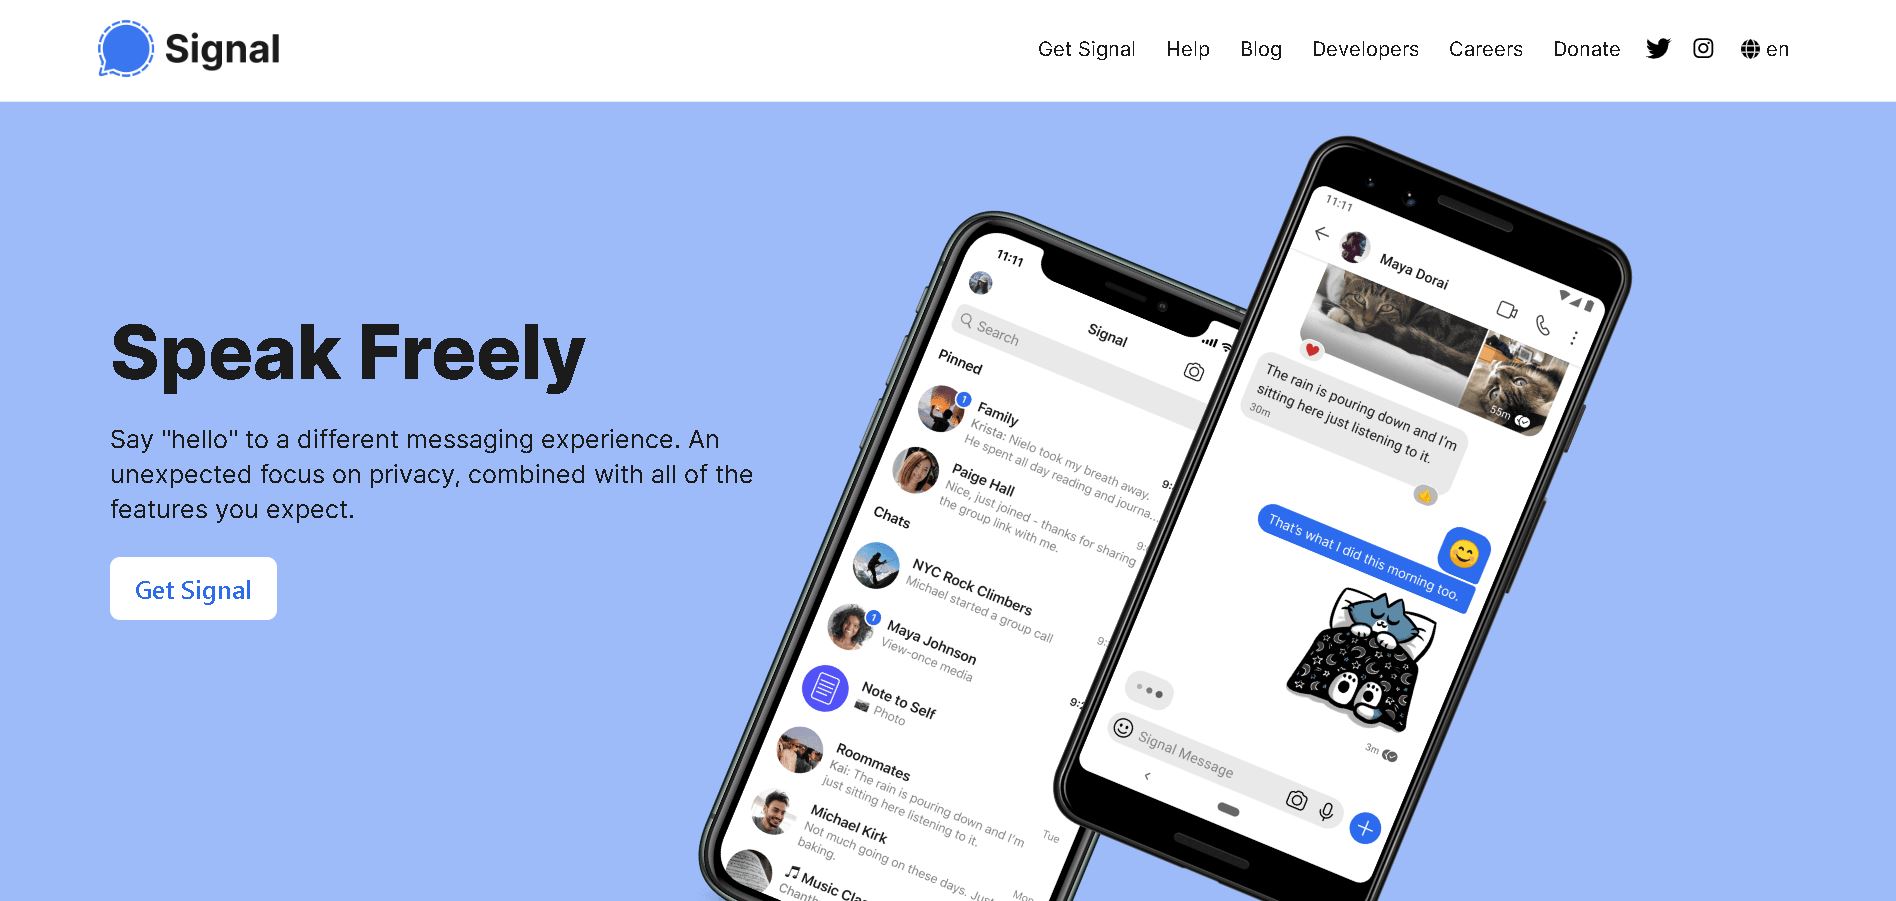 Signal
Get Signal
Help
Blog
Developers
Careers
Donate
en
Speak Freely
Say "hello" to a different messaging experience. An
unexpected focus on privacy, combined with all of the
features you expect.
Get Signal
11:11
Signal
Search
Pinned
1
Family
Krista: Nielo took my breath away.
He spent all day reading and journa...
Paige Hall
Nice, just joined - thanks for sharing
the group link with me.
Chats
NYC Rock Climbers
Michael started a group call
1
Maya Johnson
View-once media
Note to Self
Photo
Roommates
Kai: The rain is pouring down and I'm
just sitting here listening to it.
Tue
Michael Kirk
Not much going on these days. Just
baking.
Mon
Music Cla
Chanth
11:11
Maya Dorai
55m
The rain is pouring down and I'm
sitting here just listening to it.
30m
That's what I did this morning too.
3m
Signal Message